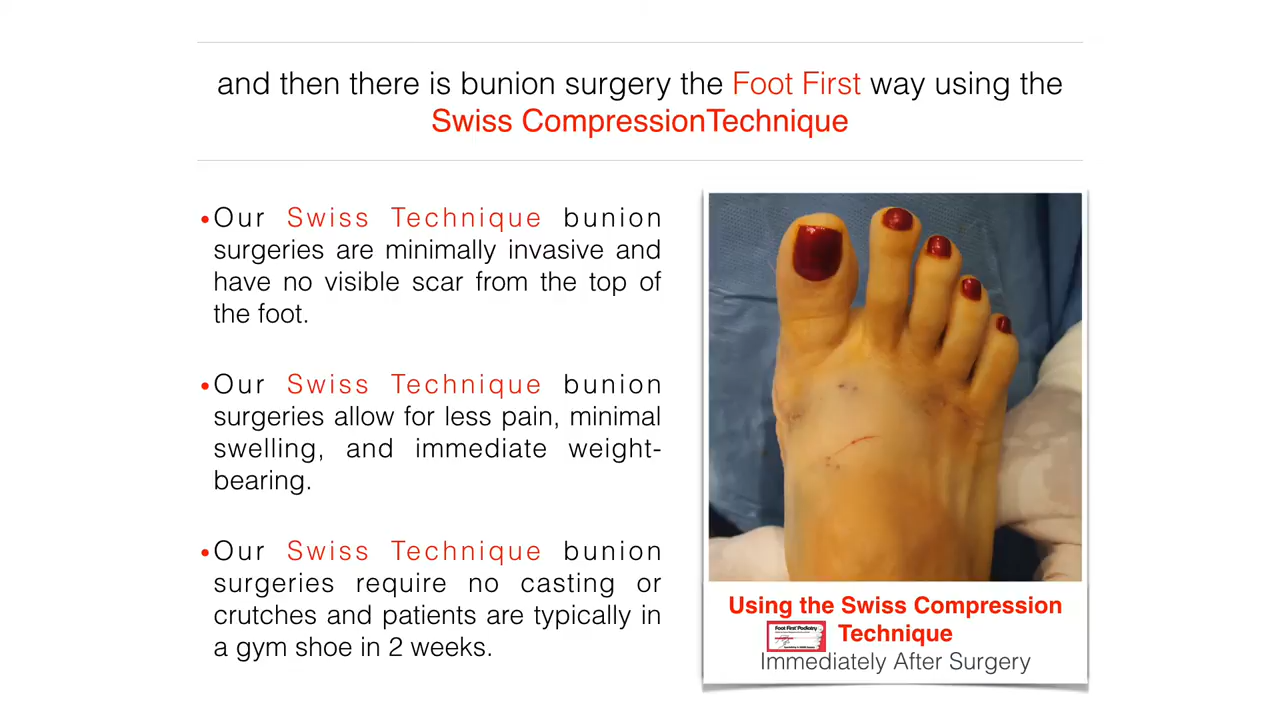 and then there is bunion surgery the Foot First way using the
Swiss CompressionTechnique
•Our Swiss Technique bunion
surgeries are minimally invasive and
have no visible scar from the top of
the foot.
•Our Swiss Technique bunion
surgeries allow for less pain, minimal
swelling, and immediate weight-
bearing.
•Our Swiss Technique bunion
surgeries require no casting or
crutches and patients are typically in
a gym shoe in 2 weeks.
Using the Swiss Compression
Technique
Foot First Podiatry
Immediately After Surgery